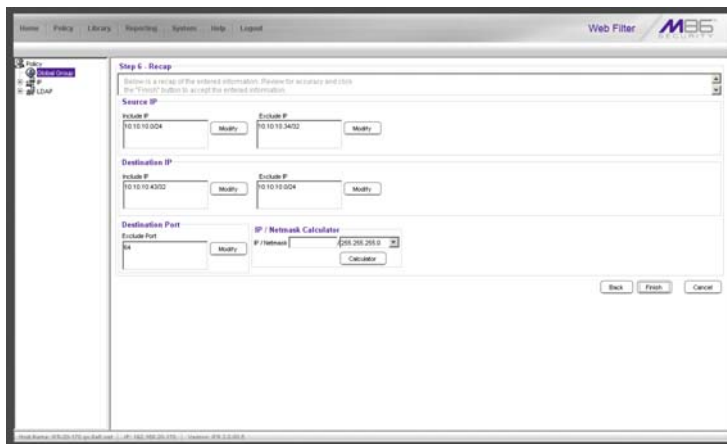 Home Policy Library Reporting System Help Logout
Web Filter M86 SECURITY
Policy
Global Group
IP
LDAP
Step 6 - Recap
Below is a recap of the entered information. Review for accuracy and click
the "Finish" button to accept the entered information.
Source IP
Include IP Exclude IP
10.10.10.0/24 Modify 10.10.10.34/32 Modify
Destination IP
Include IP Exclude IP
10.10.10.43/32 Modify 10.10.10.0/24 Modify
Destination Port
Exclude Port
Modify
IP / Netmask Calculator
IP / Netmask /255.255.255.0
Calculator
Back Finish Cancel
Host Name: IP: Version: